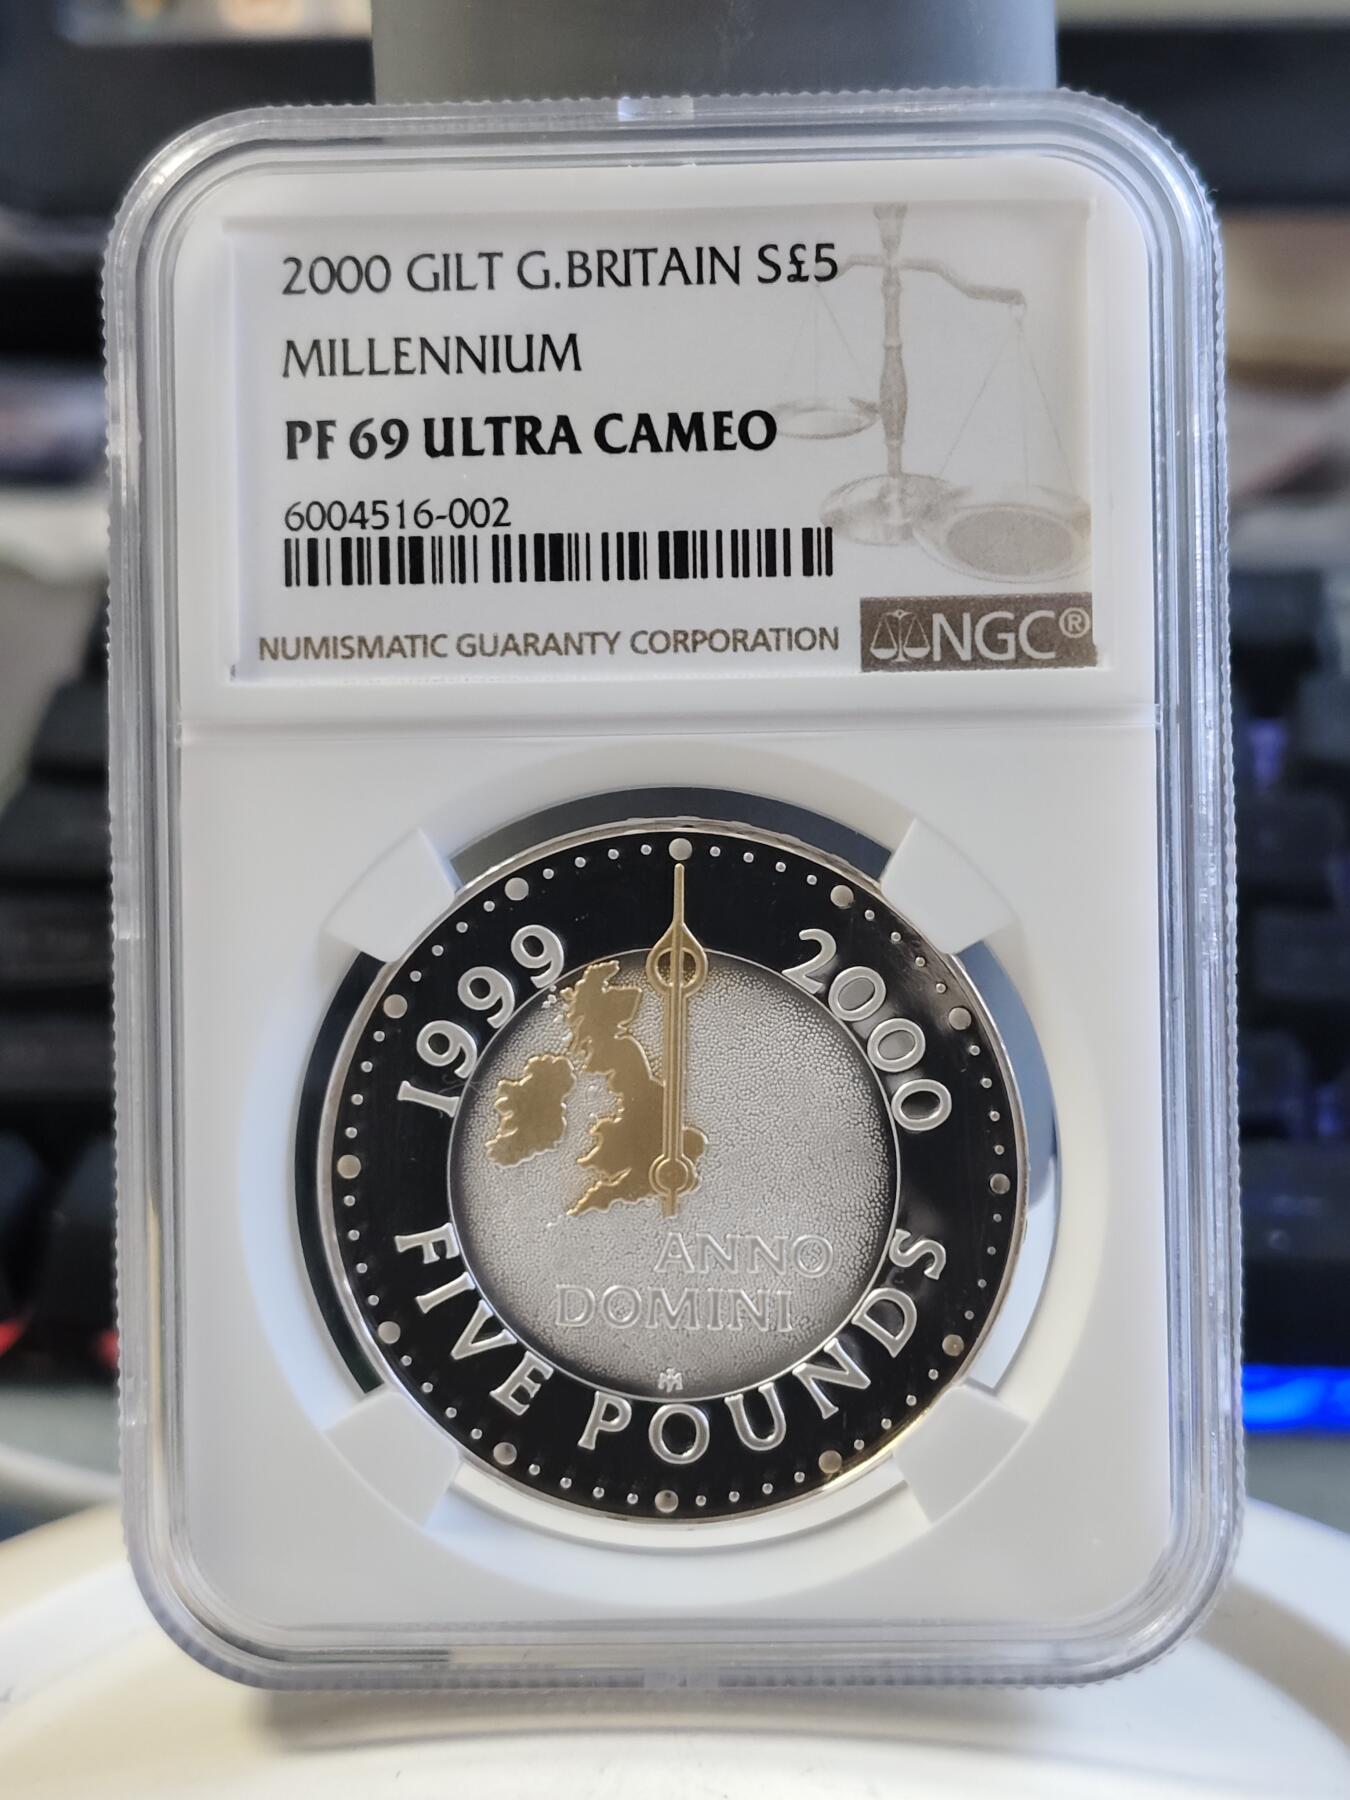 2000 GILT G.BRITAIN S£5
MILLENNIUM
PF 69 ULTRA CAMEO
6004516-002
NUMISMATIC GUARANTY CORPORATION
NGC®
1999
2000
ANNO
DOMINI
FIVE POUNDS